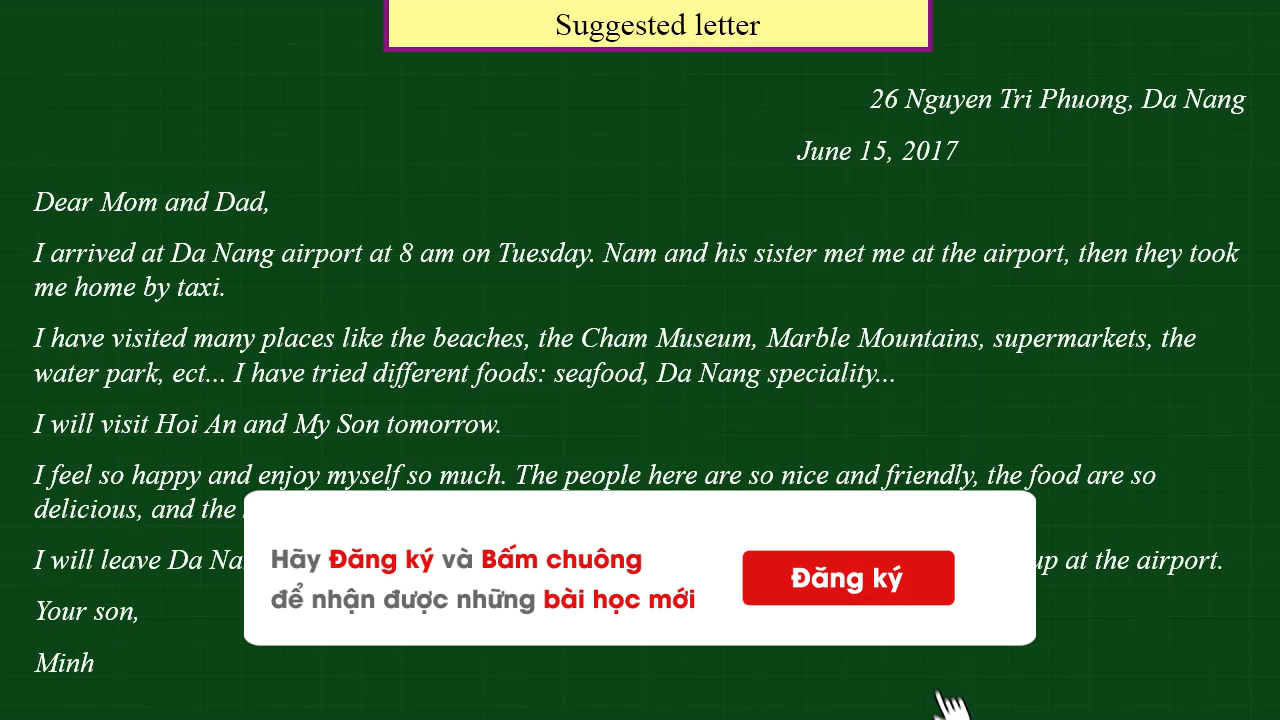 Suggested letter
26 Nguyen Tri Phuong, Da Nang
June 15, 2017
Dear Mom and Dad,
I arrived at Da Nang airport at 8 am on Tuesday. Nam and his sister met me at the airport, then they took
me home by taxi.
I have visited many places like the beaches, the Cham Museum, Marble Mountains, supermarkets, the
water park, ect... I have tried different foods: seafood, Da Nang speciality...
I will visit Hoi An and My Son tomorrow.
I feel so happy and enjoy myself so much. The people here are so nice and friendly, the food are so
delicious, and the
I will leave Da up at the airport.
Hãy Đăng ký và Bấm chuông
để nhận được những bài học mới
Đăng ký
Your son,
Minh